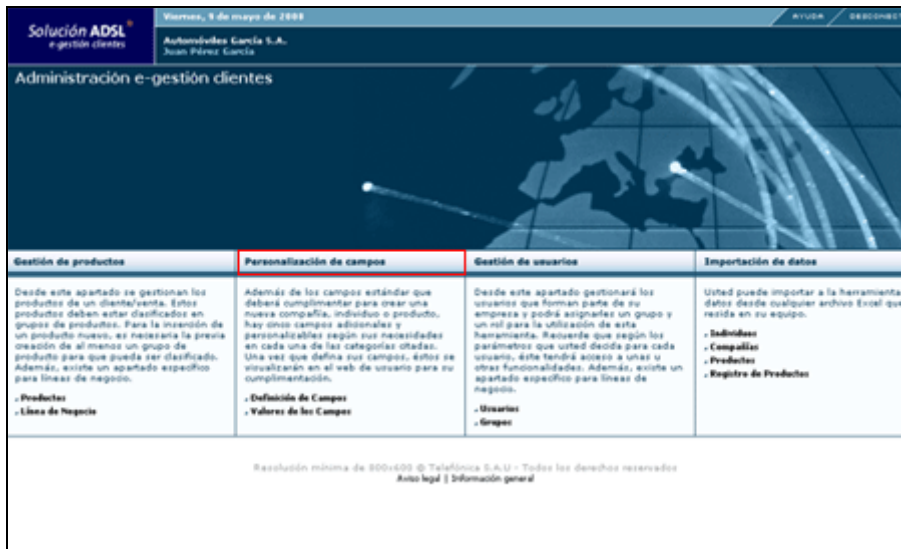 Solución ADSL
e-gestión clientes
Viernes, 9 de mayo de 2008
AYUDA
DESCONECT
Automóviles García S.A.
Juan Pérez García
Administración e-gestión clientes
Gestión de productos
Desde este apartado se gestionan los
productos de un cliente/venta. Estos
productos deben estar clasificados en
grupos de productos. Para la inserción de
un producto nuevo, es necesaria la previa
creación de al menos un grupo de
producto para que pueda ser clasificado.
Además, existe un apartado específico
para líneas de negocio.
Productos
Línea de Negocio
Personalización de campos
Además de los campos estándar que
deberá cumplimentar para crear una
nueva compañía, individuo o producto,
hay cinco campos adicionales y
personalizables según sus necesidades
en cada una de las categorías citadas.
Una vez que defina sus campos, éstos se
visualizarán en el web de usuario para su
cumplimentación.
Definición de Campos
Valores de los Campos
Gestión de usuarios
Desde este apartado gestionará los
usuarios que forman parte de su
empresa y podrá asignarles un grupo y
un rol para la utilización de esta
herramienta. Recuerde que según los
parámetros que usted decida para cada
usuario, éste tendrá acceso a unas u
otras funcionalidades. Además, existe un
apartado específico para líneas de
negocio.
Usuarios
Grupos
Importación de datos
Usted puede importar a la herramienta
datos desde cualquier archivo Excel que
resida en su equipo.
Individuos
Compañías
Productos
Registro de Productos
Resolución mínima de 800x600 © Telefónica S.A.U - Todos los derechos reservados
Aviso legal | Información general